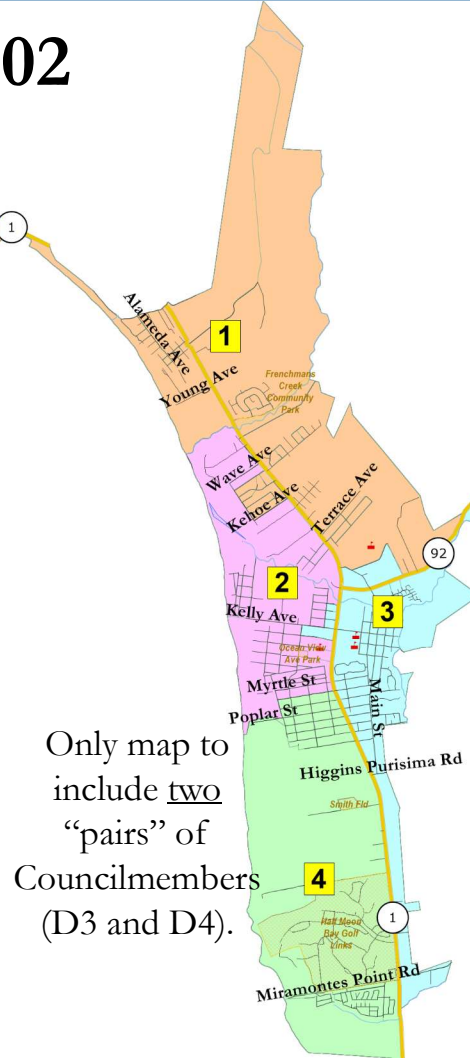 02
1
Alameda Ave
1
Young Ave
Frenchmans
Creek
Community
Park
Wave Ave
Kehoe Ave
Terrace Ave
92
2
3
Kelly Ave
Ocean View
Ave Park
Myrtle St
Main St
Poplar St
Only map to
include two
“pairs” of
Councilmembers
(D3 and D4).
Higgins Purisima Rd
Smith Fld
4
Half Moon
Bay Golf
Links
1
Miramontes Point Rd